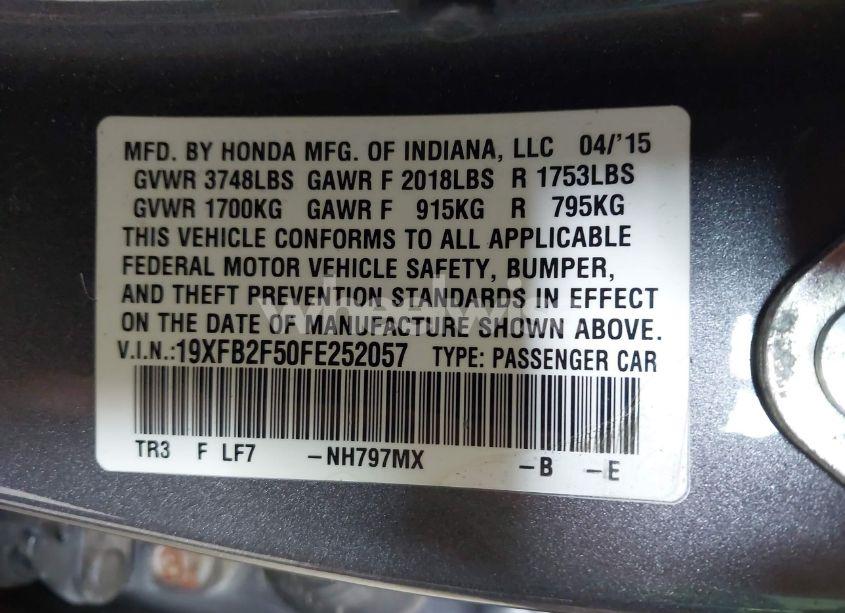 MFD. BY HONDA MFG. OF INDIANA, LLC 04/'15
GVWR 3748LBS GAWR F 2018LBS R 1753LBS
GVWR 1700KG GAWR F 915KG R 795KG
THIS VEHICLE CONFORMS TO ALL APPLICABLE
FEDERAL MOTOR VEHICLE SAFETY, BUMPER,
AND THEFT PREVENTION STANDARDS IN EFFECT
ON THE DATE OF MANUFACTURE SHOWN ABOVE.
V.I.N.:19XFB2F50FE252057 TYPE: PASSENGER CAR
TR3 F LF7 -NH797MX -B -E